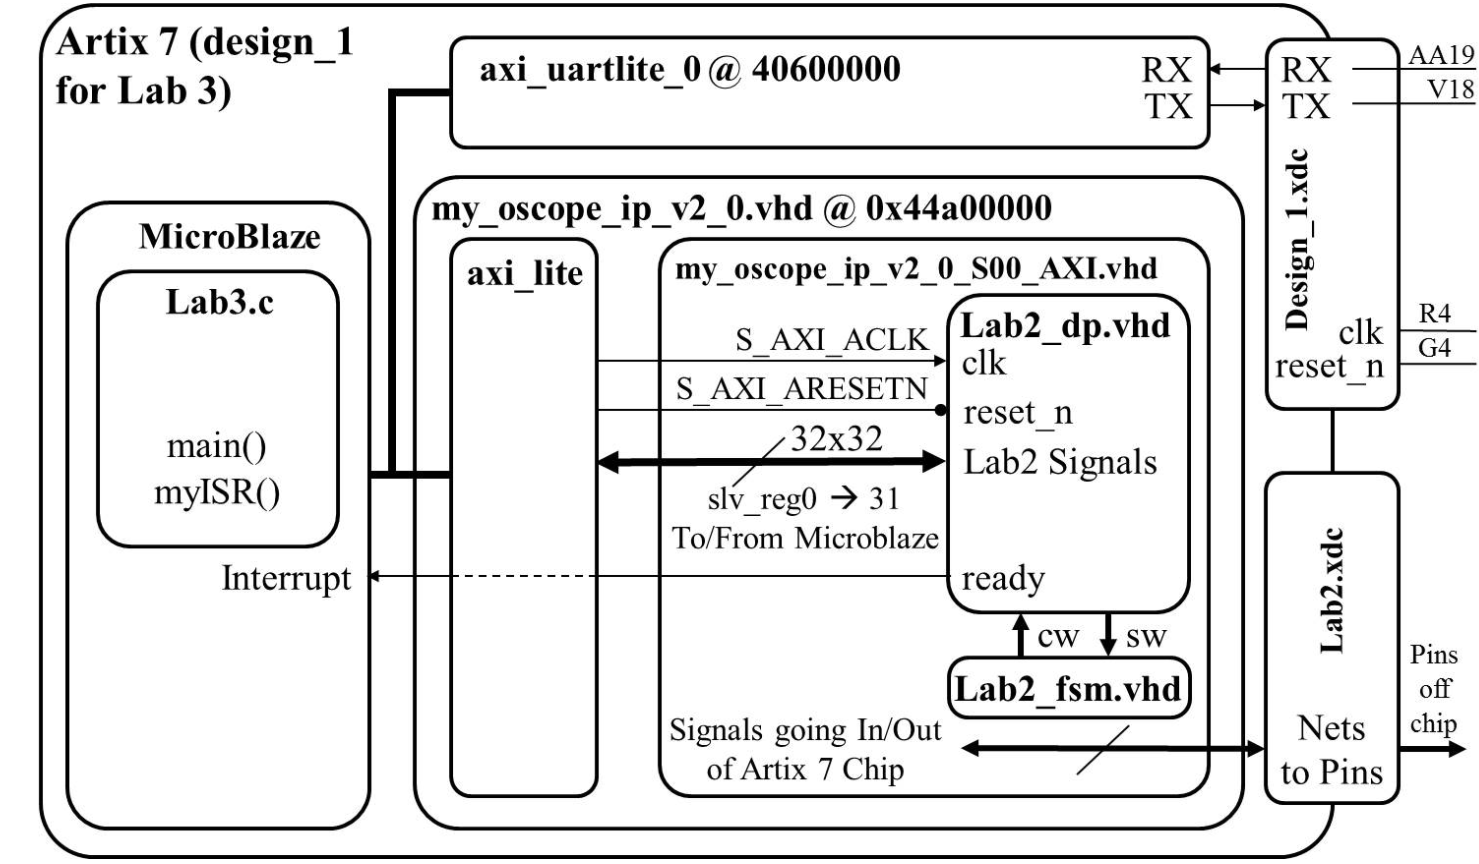 Artix 7 (design_1
for Lab 3)
axi_uartlite_0 @ 40600000
RX
TX
RX
TX
AA19
V18
Design_1.xdc
clk
reset_n
R4
G4
MicroBlaze
Lab3.c
main()
myISR()
Interrupt
my_oscope_ip_v2_0.vhd @ 0x44a00000
axi_lite
my_oscope_ip_v2_0_S00_AXI.vhd
Lab2_dp.vhd
S_AXI_ACLK
clk
S_AXI_ARESETN
reset_n
32x32
Lab2 Signals
slv_reg0 → 31
To/From Microblaze
ready
cw
sw
Lab2_fsm.vhd
Signals going In/Out
of Artix 7 Chip
Lab2.xdc
Nets
to Pins
Pins
off
chip